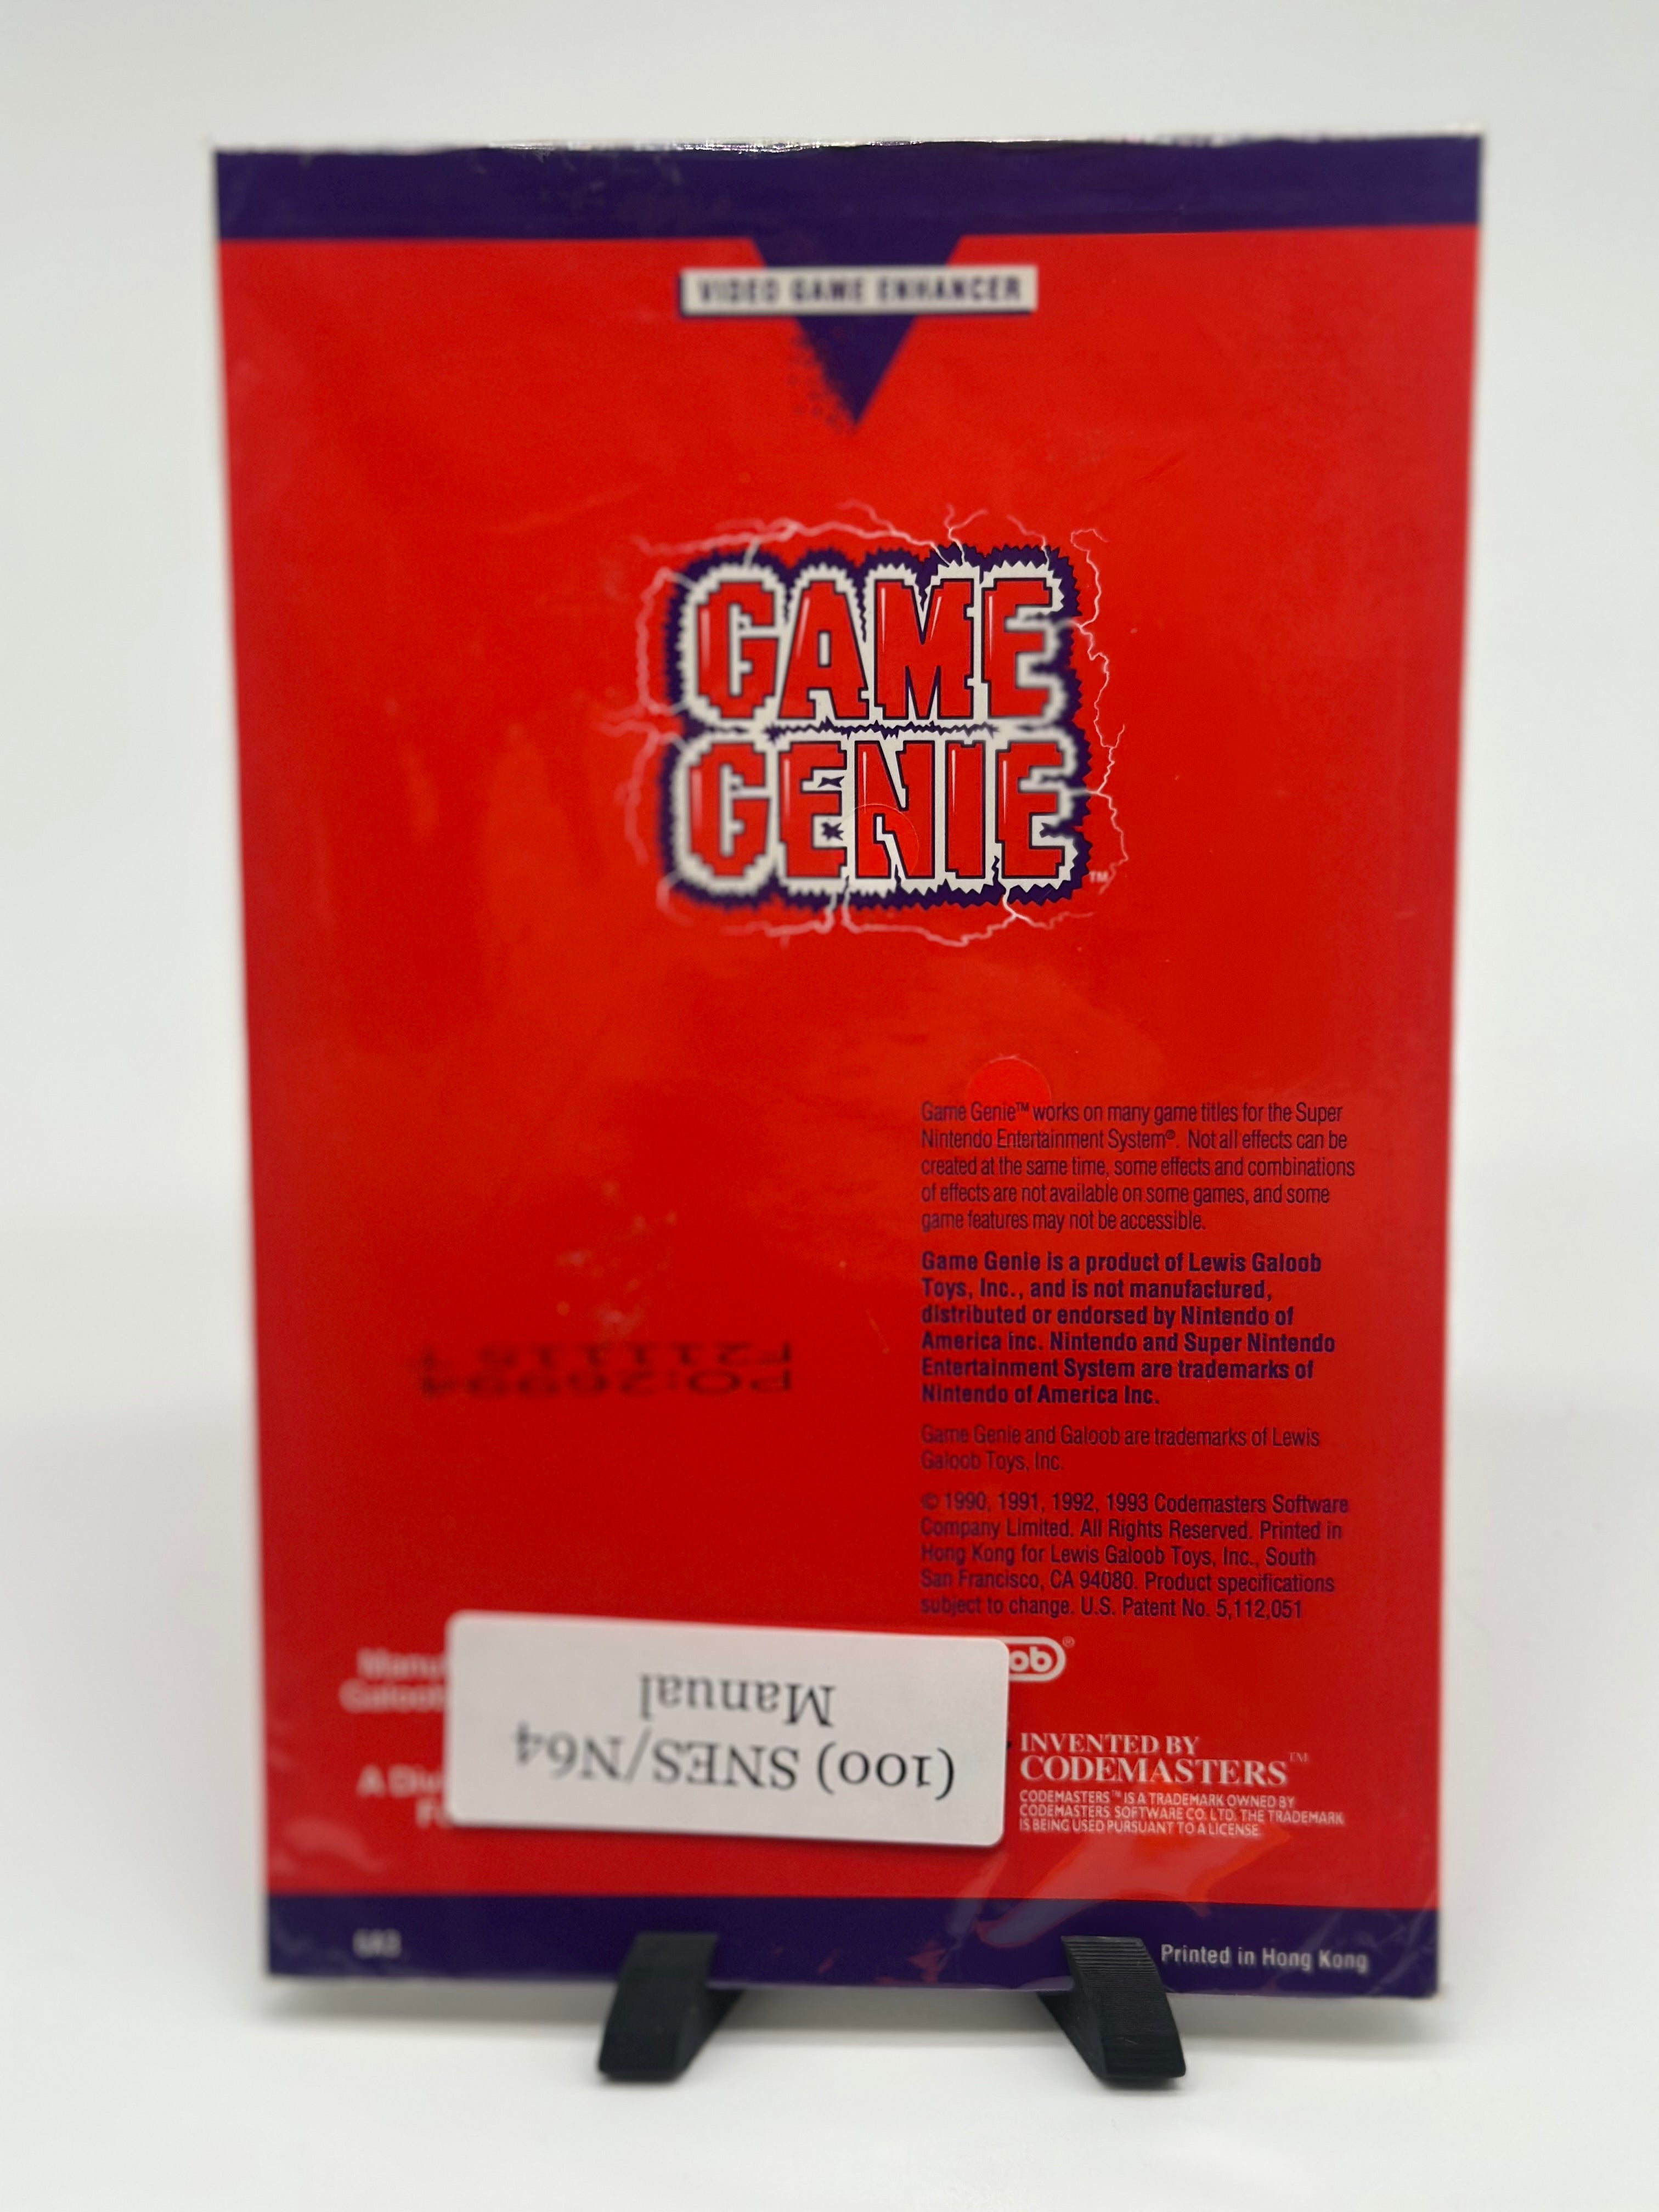 VIDEO GAME ENHANCER
GAME
GENIE™
Game Genie™ works on many game titles for the Super
Nintendo Entertainment System®. Not all effects can be
created at the same time, some effects and combinations
of effects are not available on some games, and some
game features may not be accessible.
Game Genie is a product of Lewis Galoob
Toys, Inc., and is not manufactured,
distributed or endorsed by Nintendo of
America Inc. Nintendo and Super Nintendo
Entertainment System are trademarks of
Nintendo of America Inc.
Game Genie and Galoob are trademarks of Lewis
Galoob Toys, Inc.
© 1990, 1991, 1992, 1993 Codemasters Software
Company Limited. All Rights Reserved. Printed in
Hong Kong for Lewis Galoob Toys, Inc., South
San Francisco, CA 94080. Product specifications
subject to change. U.S. Patent No. 5,112,051
PO:26994
Manu
Galoob
A Div
ob®
(100) SNES/N64
Manual
INVENTED BY
CODEMASTERS™
CODEMASTERS™ IS A TRADEMARK OWNED BY
CODEMASTERS SOFTWARE CO. LTD. THE TRADEMARK
IS BEING USED PURSUANT TO A LICENSE.
Printed in Hong Kong